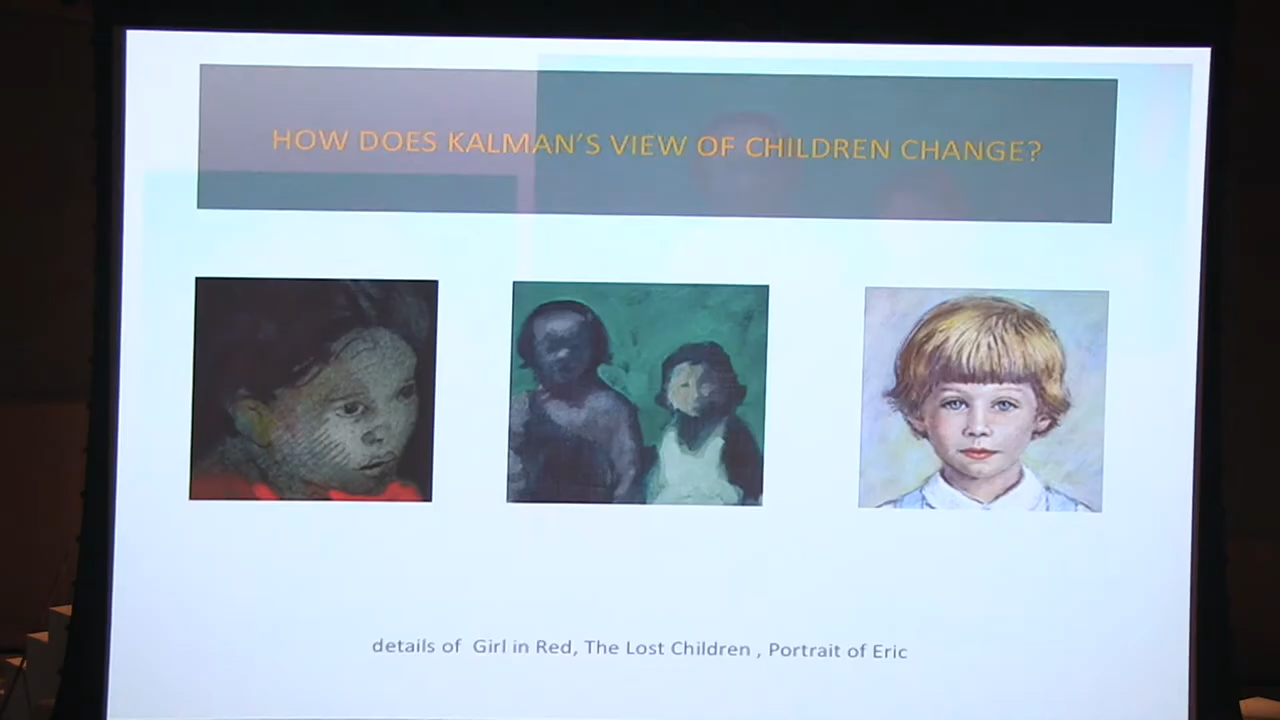 HOW DOES KALMAN'S VIEW OF CHILDREN CHANGE?
details of Girl in Red, The Lost Children , Portrait of Eric